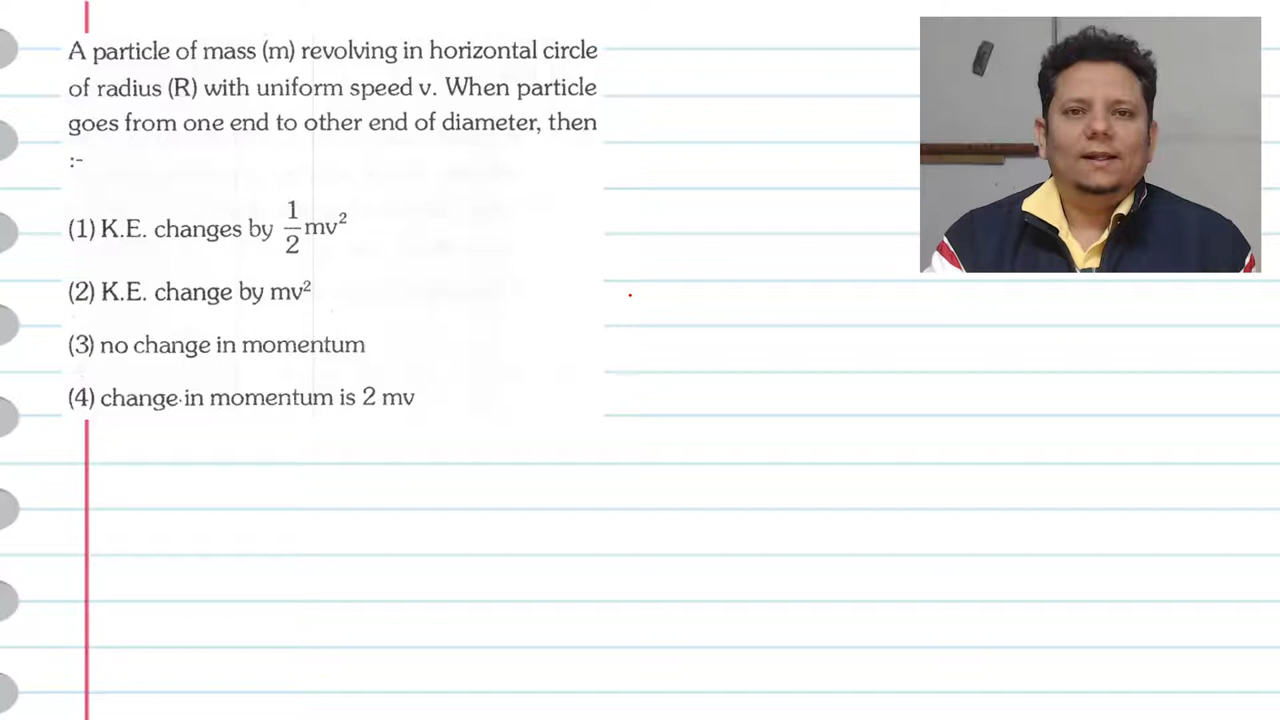 A particle of mass (m) revolving in horizontal circle
of radius (R) with uniform speed v. When particle
goes from one end to other end of diameter, then
:-
(1) K.E. changes by 1/2 mv²
(2) K.E. change by mv²
(3) no change in momentum
(4) change in momentum is 2 mv